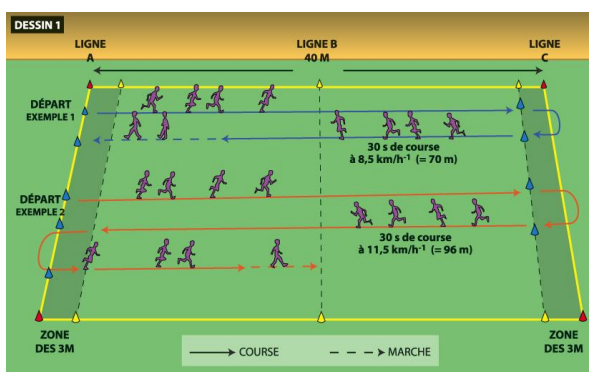 DESSIN 1
LIGNE
A
LIGNE B
40 M
LIGNE
C
DÉPART
EXEMPLE 1
30 s de course
à 8,5 km/h⁻¹ (= 70 m)
DÉPART
EXEMPLE 2
30 s de course
à 11,5 km/h⁻¹ (= 96 m)
ZONE
DES 3M
COURSE
MARCHE
ZONE
DES 3M